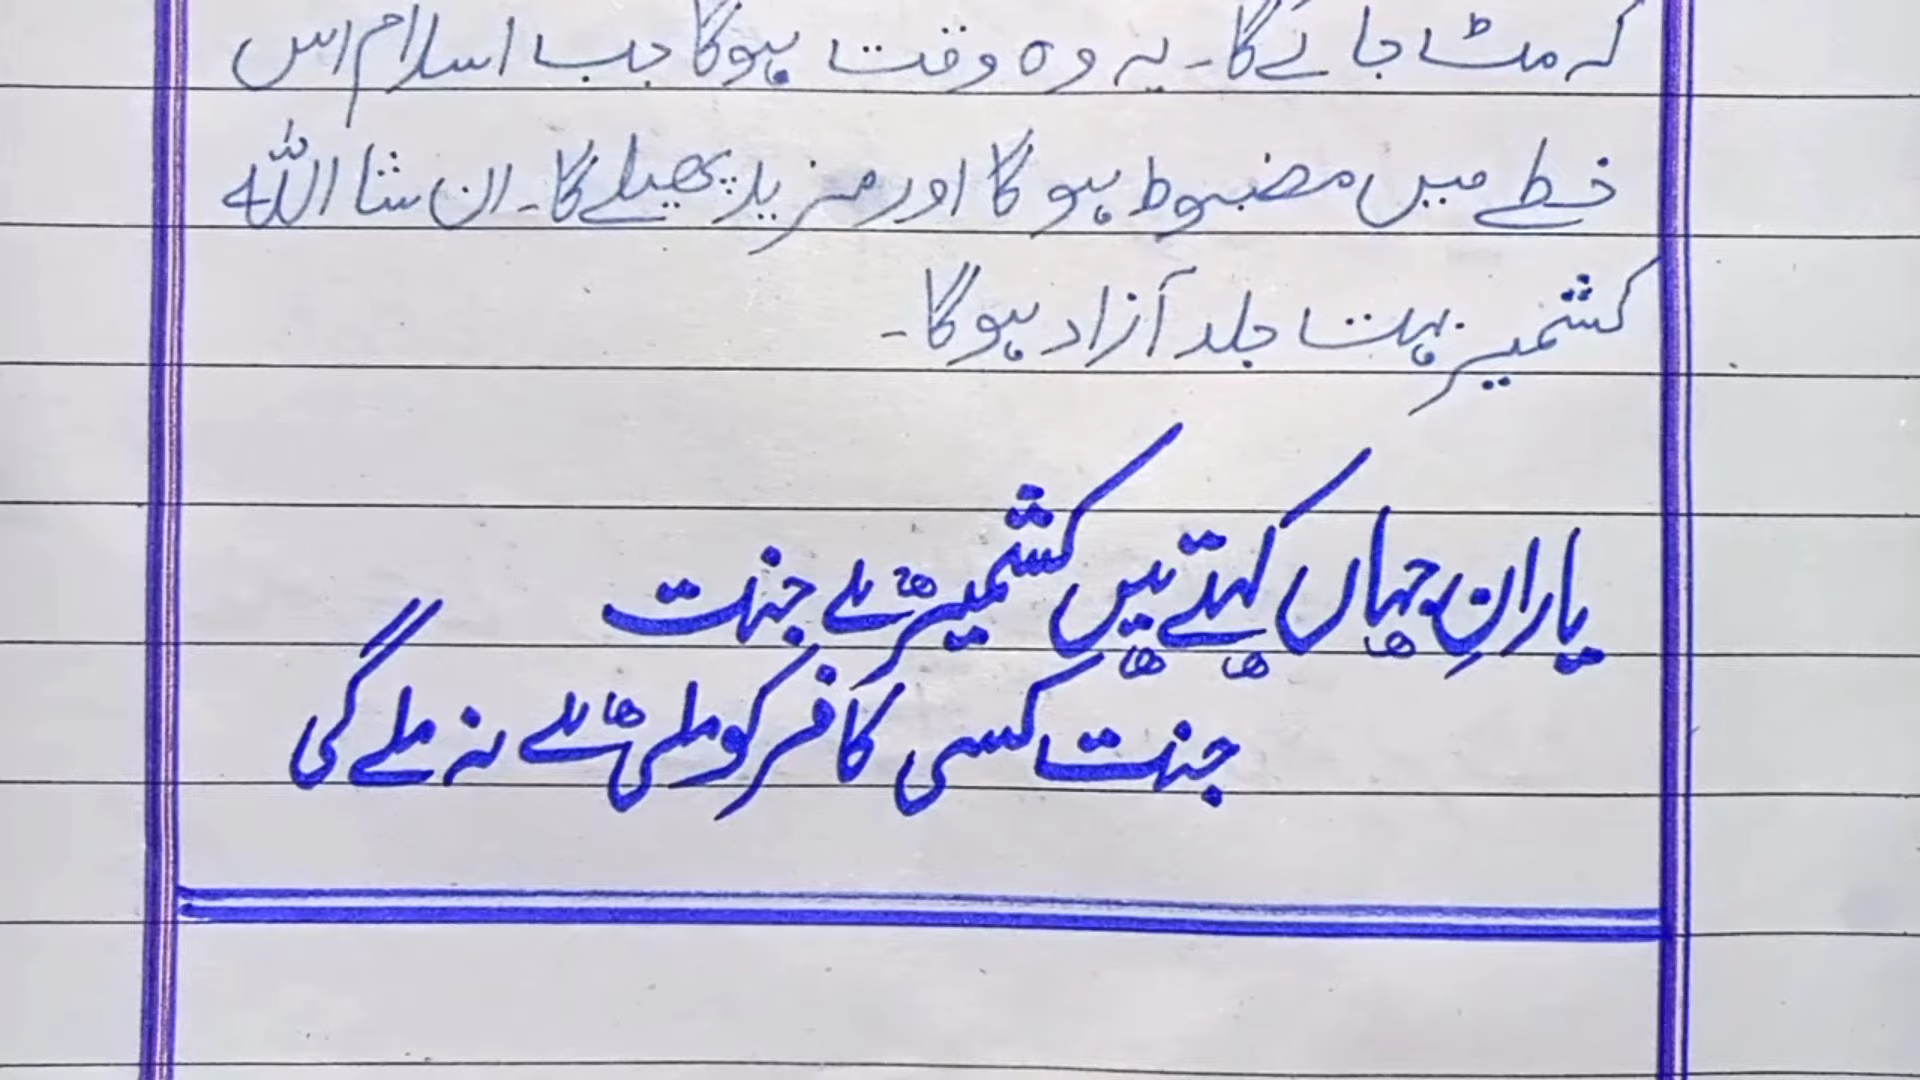 کر مٹ جائے گا۔ یہ وہ وقت ہوگا جب اسلام اس
خطے میں مضبوط ہوگا اور مزید پھیلے گا۔ ان شا اللہ
کشمیر بہت جلد آزاد ہوگا۔
یارانِ جہاں کہتے ہیں کشمیر ہے جنت
جنت کسی کافر کو ملی ہے نہ ملے گی